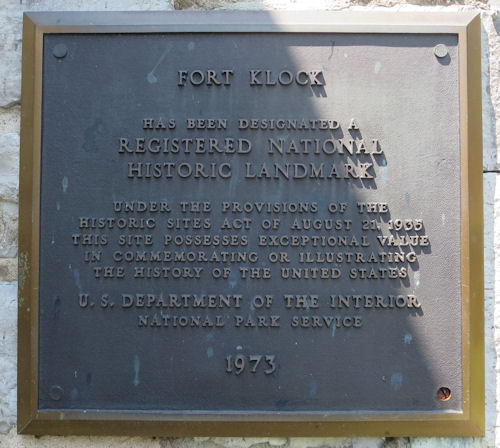 FORT KLOCK
HAS BEEN DESIGNATED A
REGISTERED NATIONAL
HISTORIC LANDMARK
UNDER THE PROVISIONS OF THE
HISTORIC SITES ACT OF AUGUST 21, 1935
THIS SITE POSSESSES EXCEPTIONAL VALUE
IN COMMEMORATING OR ILLUSTRATING
THE HISTORY OF THE UNITED STATES
U. S. DEPARTMENT OF THE INTERIOR
NATIONAL PARK SERVICE
1973